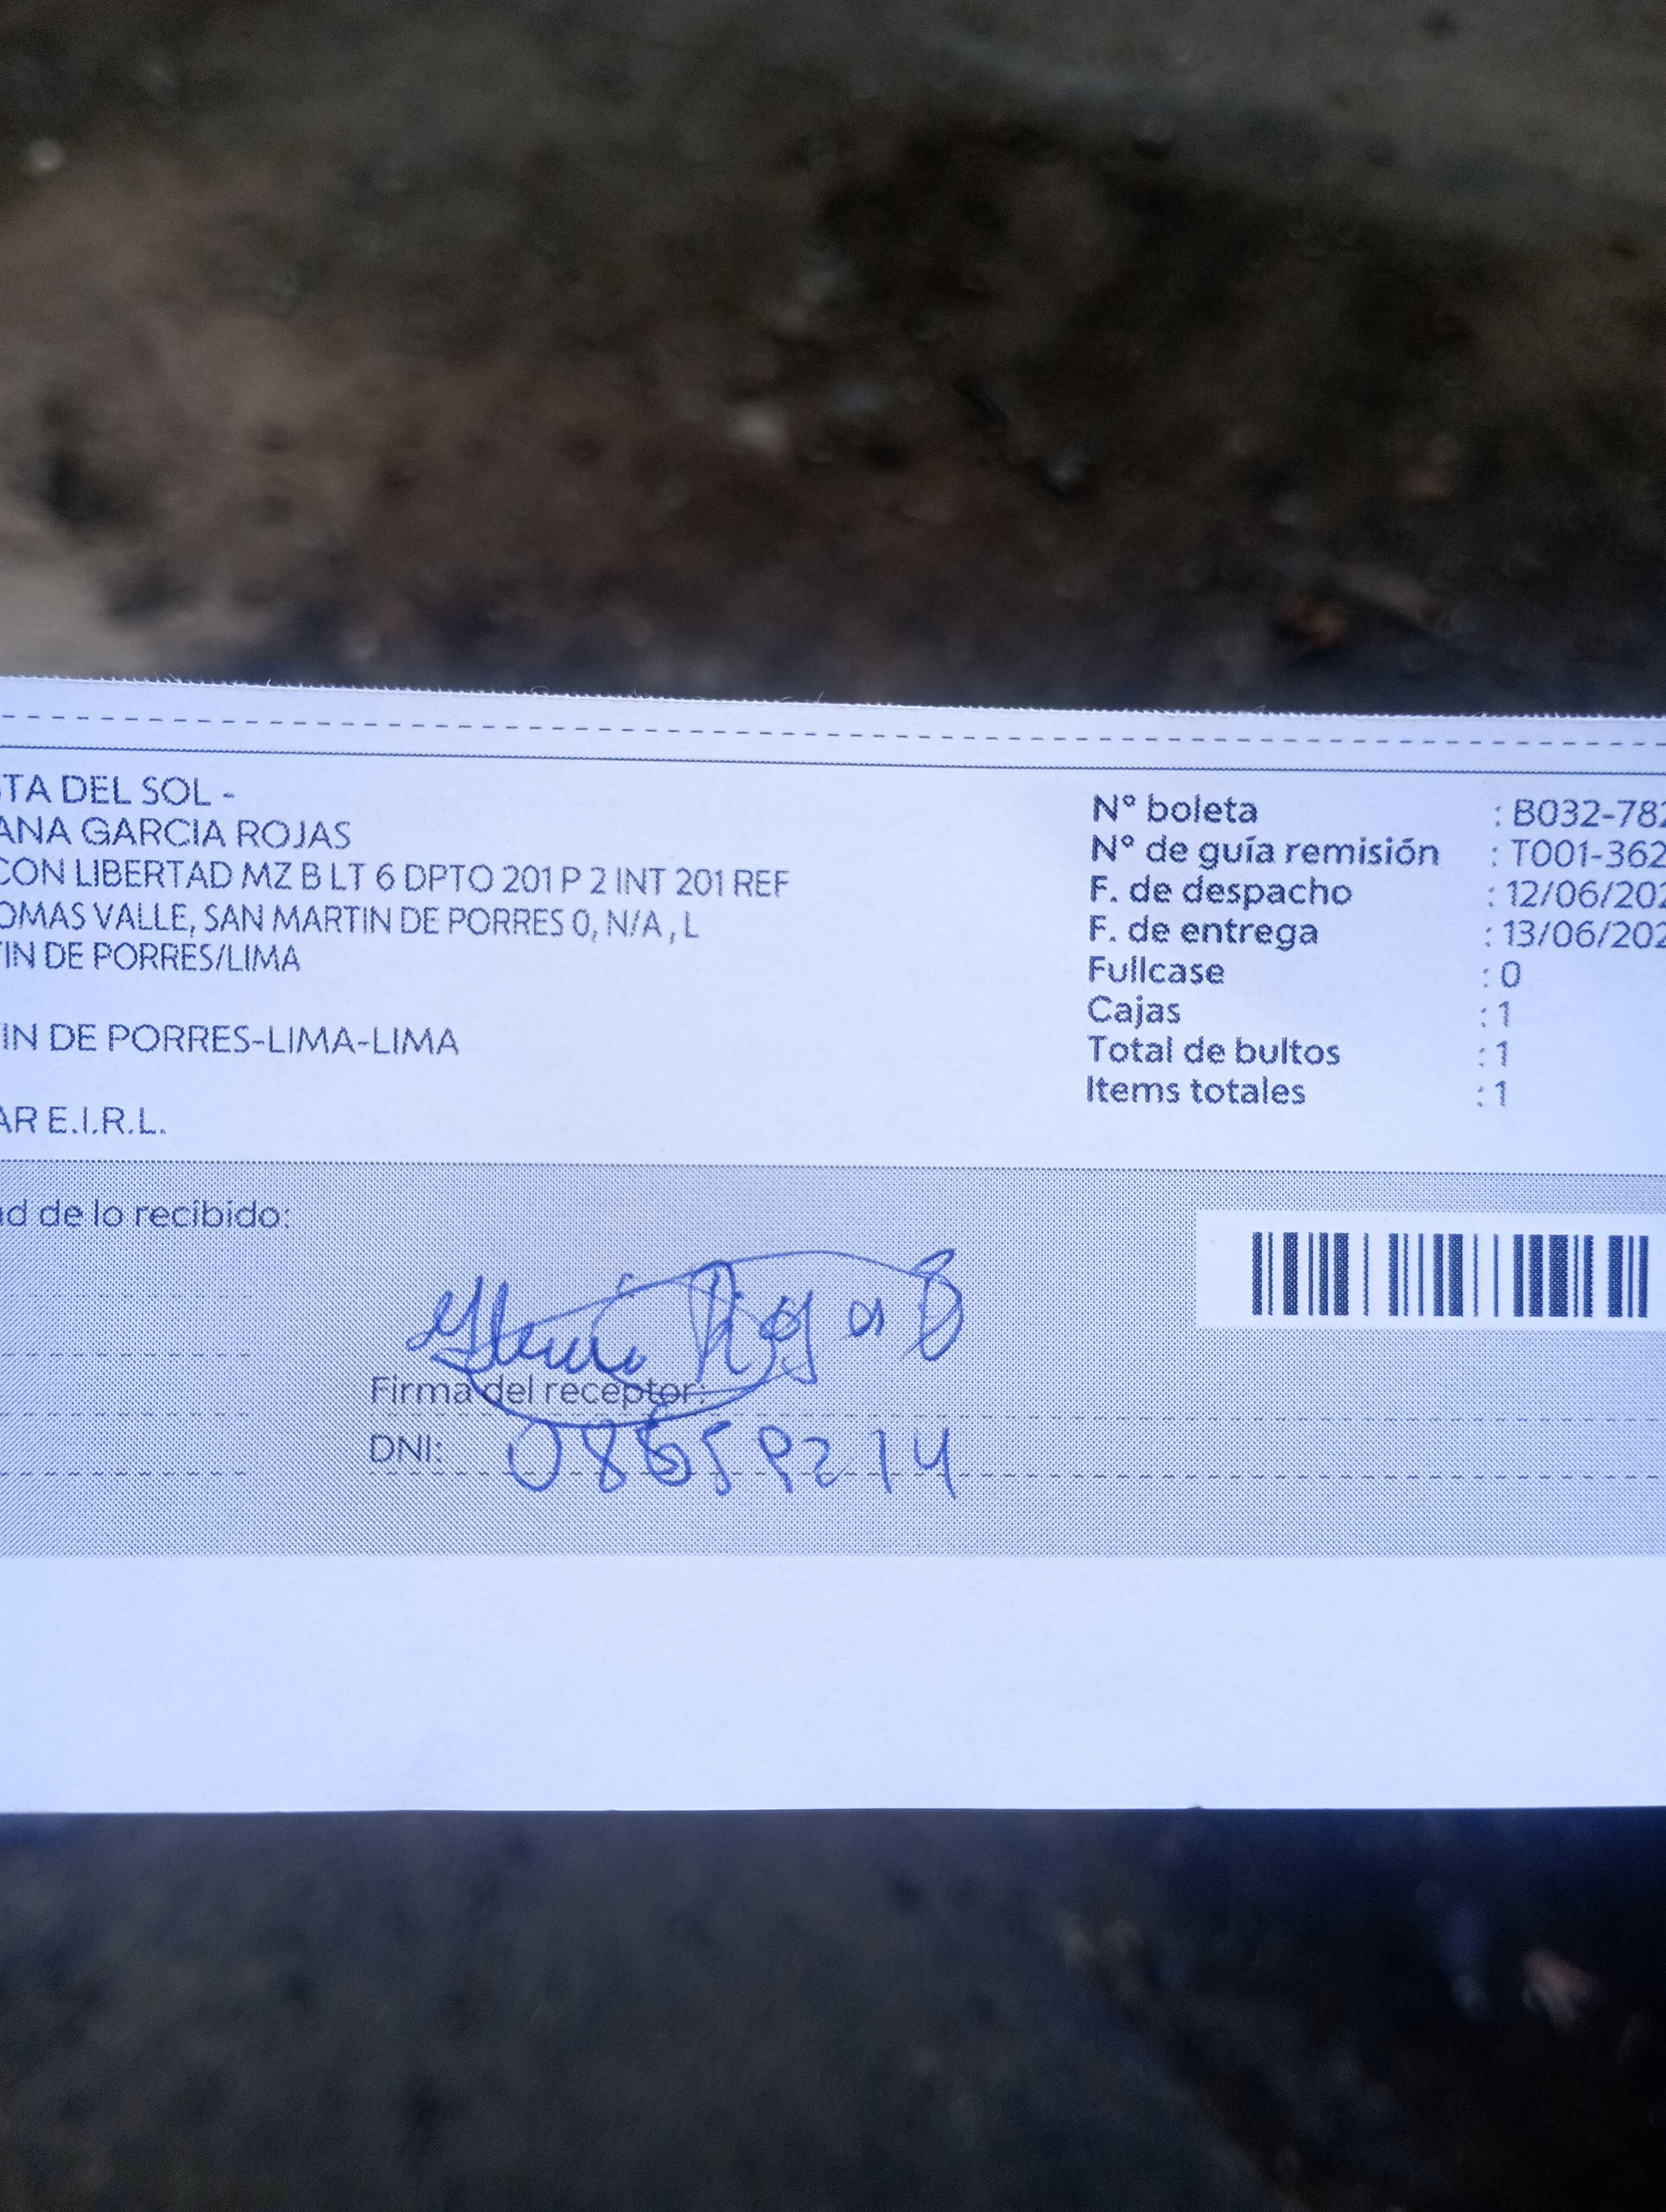 TA DEL SOL -
ANA GARCIA ROJAS
CON LIBERTAD MZ B LT 6 DPTO 201 P 2 INT 201 REF
OMAS VALLE, SAN MARTIN DE PORRES 0, N/A , L
IN DE PORRES/LIMA
IN DE PORRES-LIMA-LIMA
AR E.I.R.L.
N° boleta : B032-782
N° de guía remisión : T001-362
F. de despacho : 12/06/202
F. de entrega : 13/06/202
Fullcase : 0
Cajas : 1
Total de bultos : 1
Items totales : 1
ad de lo recibido:
Firma del receptor:
DNI: